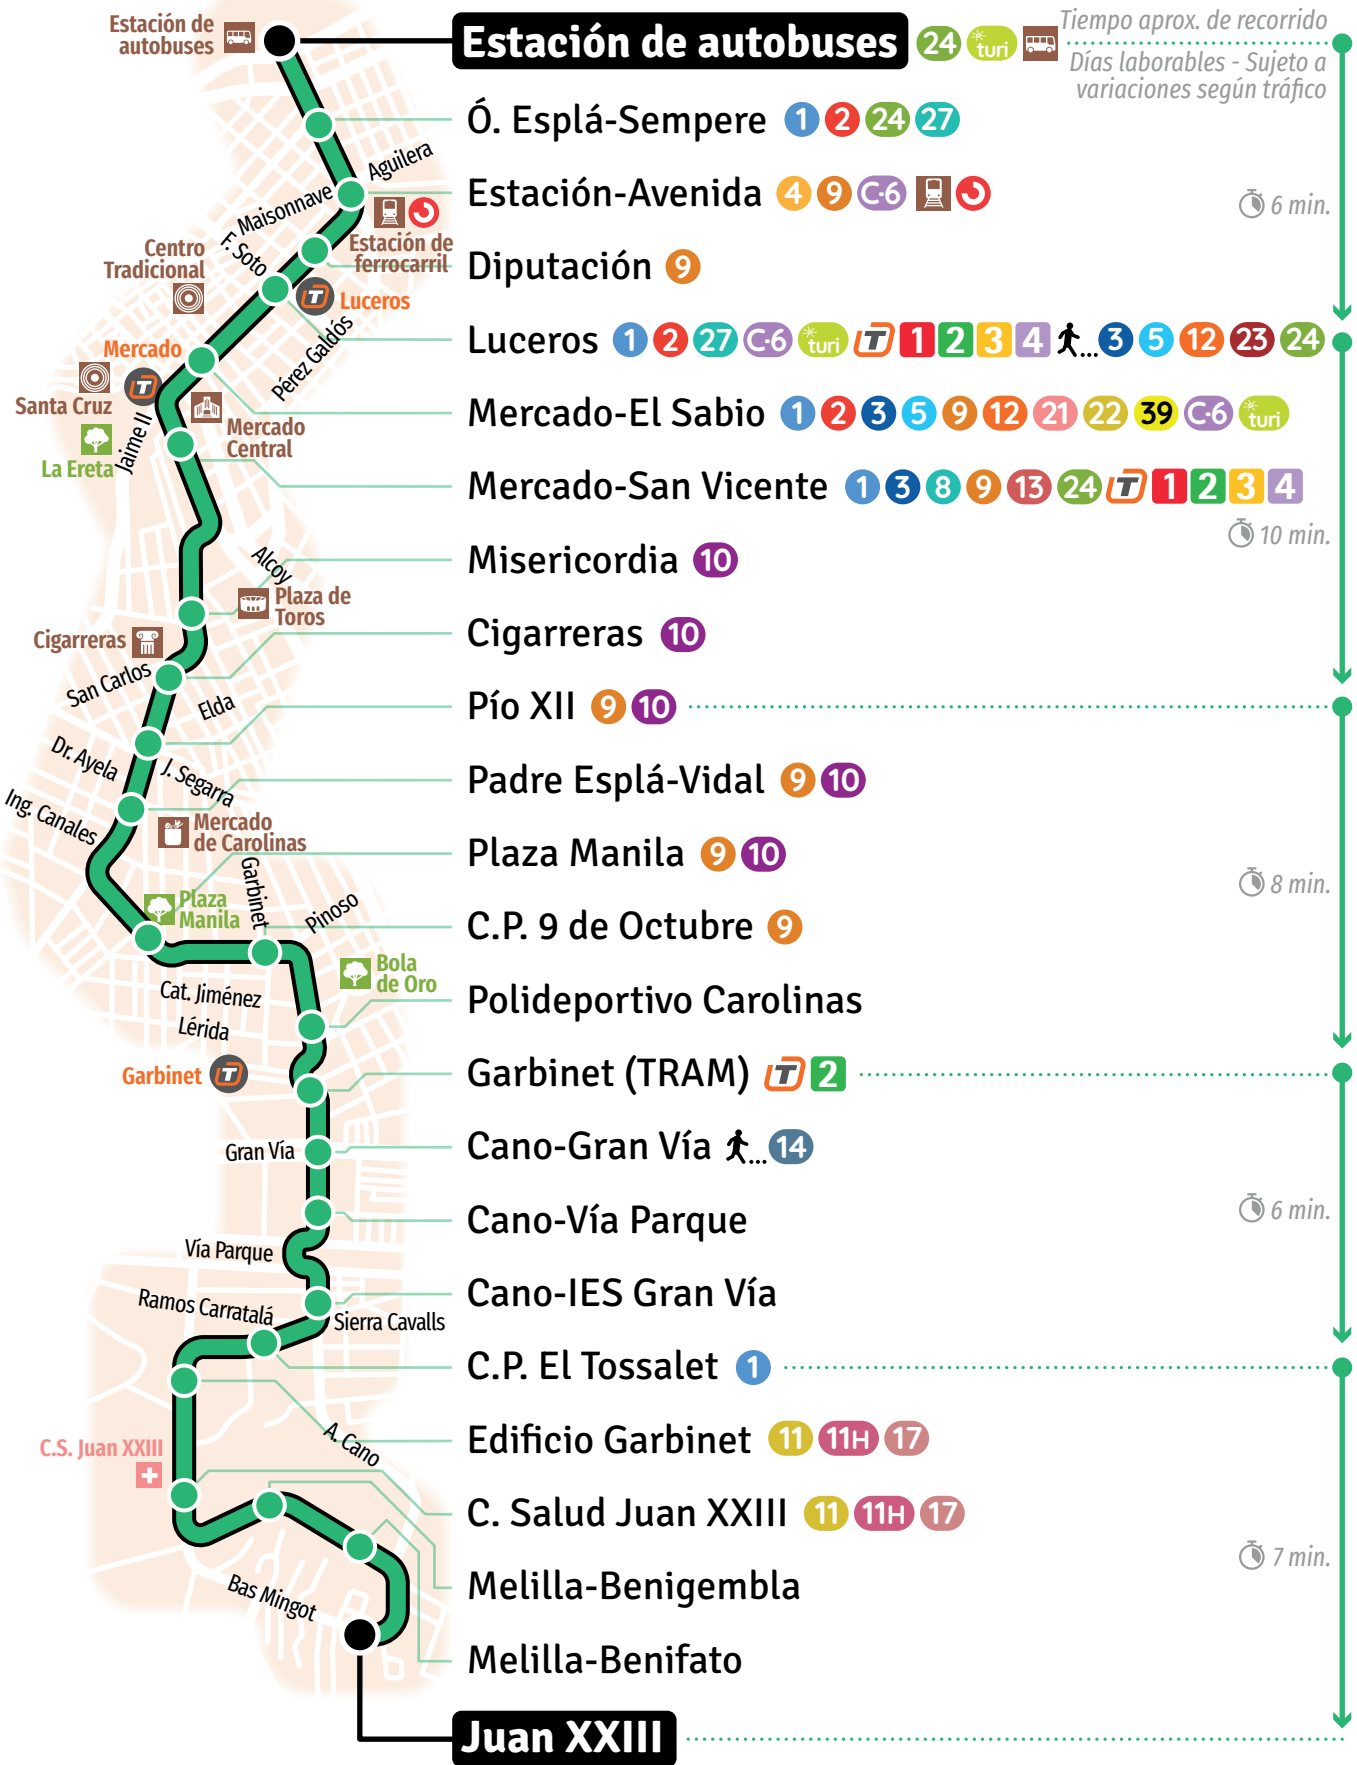 Estación de
autobuses
Estación de autobuses 24 turi
Tiempo aprox. de recorrido
Días laborables - Sujeto a
variaciones según tráfico
Ó. Esplá-Sempere 1 2 24 27
Aguilera
Maisonnave
Estación-Avenida 4 9 C-6
6 min.
F. Soto
Estación de
ferrocarril
Centro
Tradicional
Diputación 9
Luceros
Pérez Galdós
Luceros 1 2 27 C-6 turi T 1 2 3 4 ... 3 5 12 23 24
Mercado
T
Santa Cruz
Jaime II
La Ereta
Mercado
Central
Mercado-El Sabio 1 2 3 5 9 12 21 22 39 C-6 turi
Mercado-San Vicente 1 3 8 9 13 24 T 1 2 3 4
10 min.
Alcoy
Misericordia 10
Plaza de
Toros
Cigarreras
Cigarreras 10
San Carlos
Elda
Pío XII 9 10
Dr. Ayela
J. Segarra
Ing. Canales
Padre Esplá-Vidal 9 10
Mercado
de Carolinas
Plaza Manila 9 10
8 min.
Garbinet
Plaza
Manila
Pinoso
C.P. 9 de Octubre 9
Bola
de Oro
Cat. Jiménez
Lérida
Polideportivo Carolinas
Garbinet T
Garbinet (TRAM) T 2
Gran Vía
Cano-Gran Vía ... 14
Cano-Vía Parque
6 min.
Vía Parque
Ramos Carratalá
Cano-IES Gran Vía
Sierra Cavalls
C.P. El Tossalet 1
A. Cano
C.S. Juan XXIII
Edificio Garbinet 11 11H 17
C. Salud Juan XXIII 11 11H 17
7 min.
Bas Mingot
Melilla-Benigembla
Melilla-Benifato
Juan XXIII